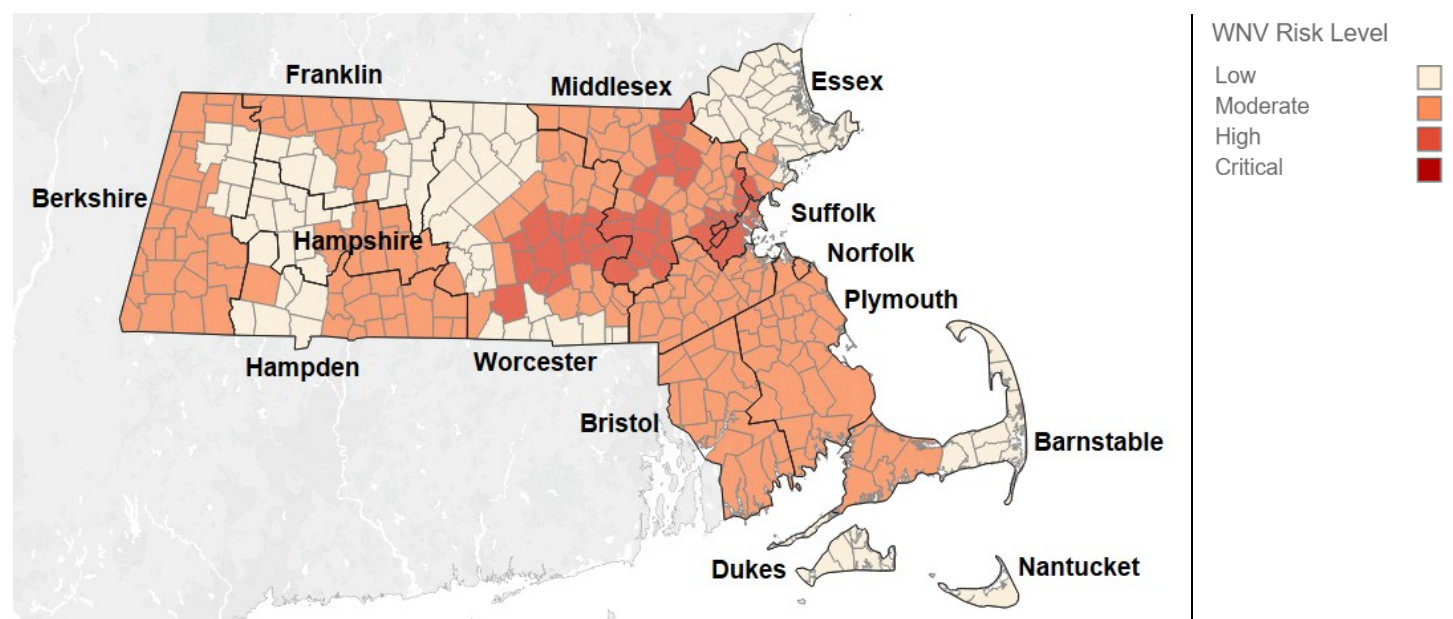 WNV Risk Level
Low
Moderate
High
Critical
Franklin
Middlesex
Essex
Berkshire
Suffolk
Hampshire
Norfolk
Plymouth
Worcester
Hampden
Bristol
Barnstable
Dukes
Nantucket